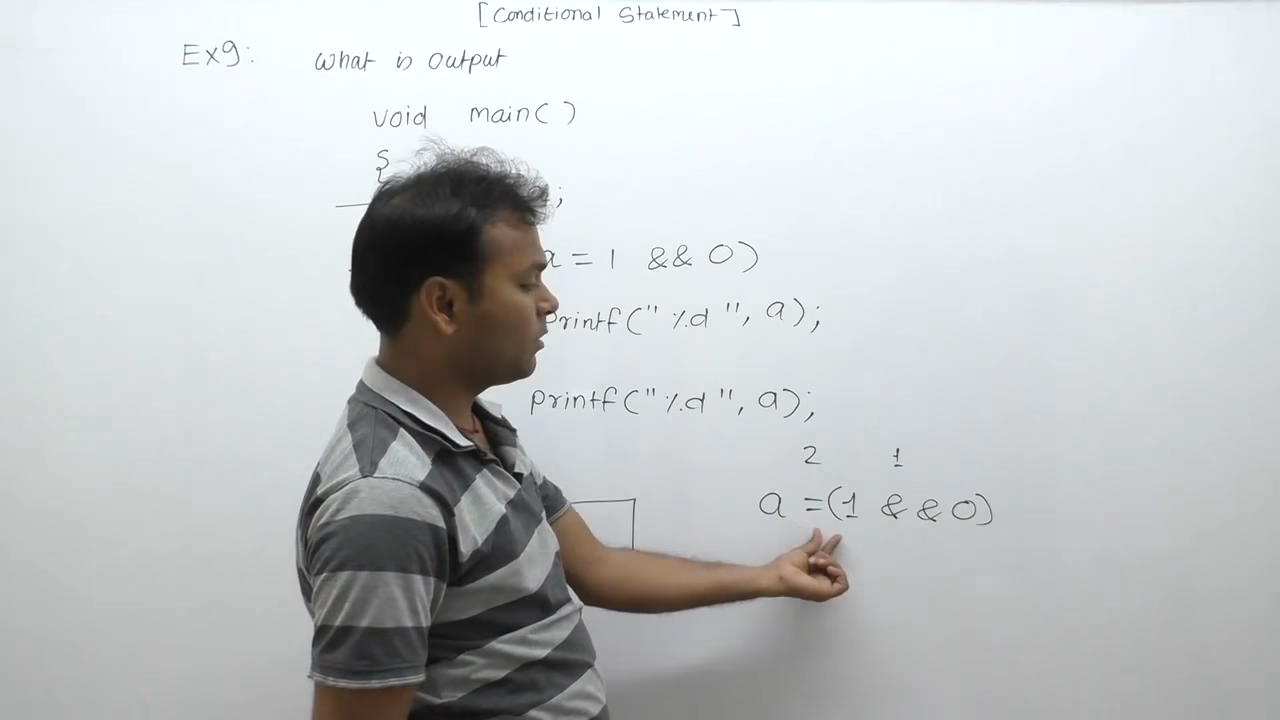 [Conditional Statement]
Ex9: What is output
void main( )
{
;
a = 1 && 0)
Printf(" %d ", a);
Printf(" %d ", a);
2 1
a =(1 && 0)